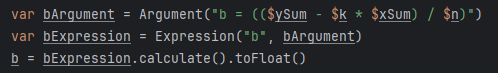 var bArgument = Argument("b = (($ySum - $k * $xSum) / $n)")
var bExpression = Expression("b", bArgument)
b = bExpression.calculate().toFloat()